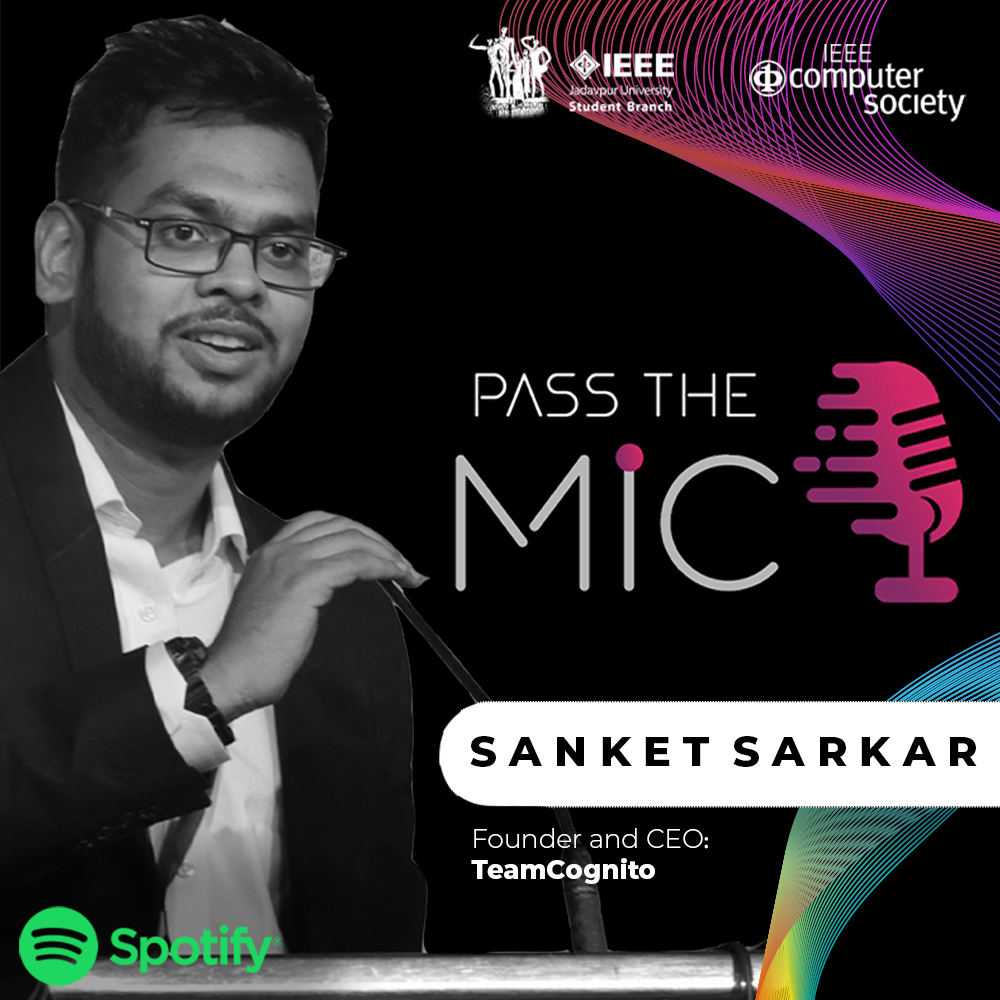 IEEE
Jadavpur University
Student Branch
IEEE
computer
society
PASS THE
MiC
SANKET SARKAR
Founder and CEO:
TeamCognito
Spotify